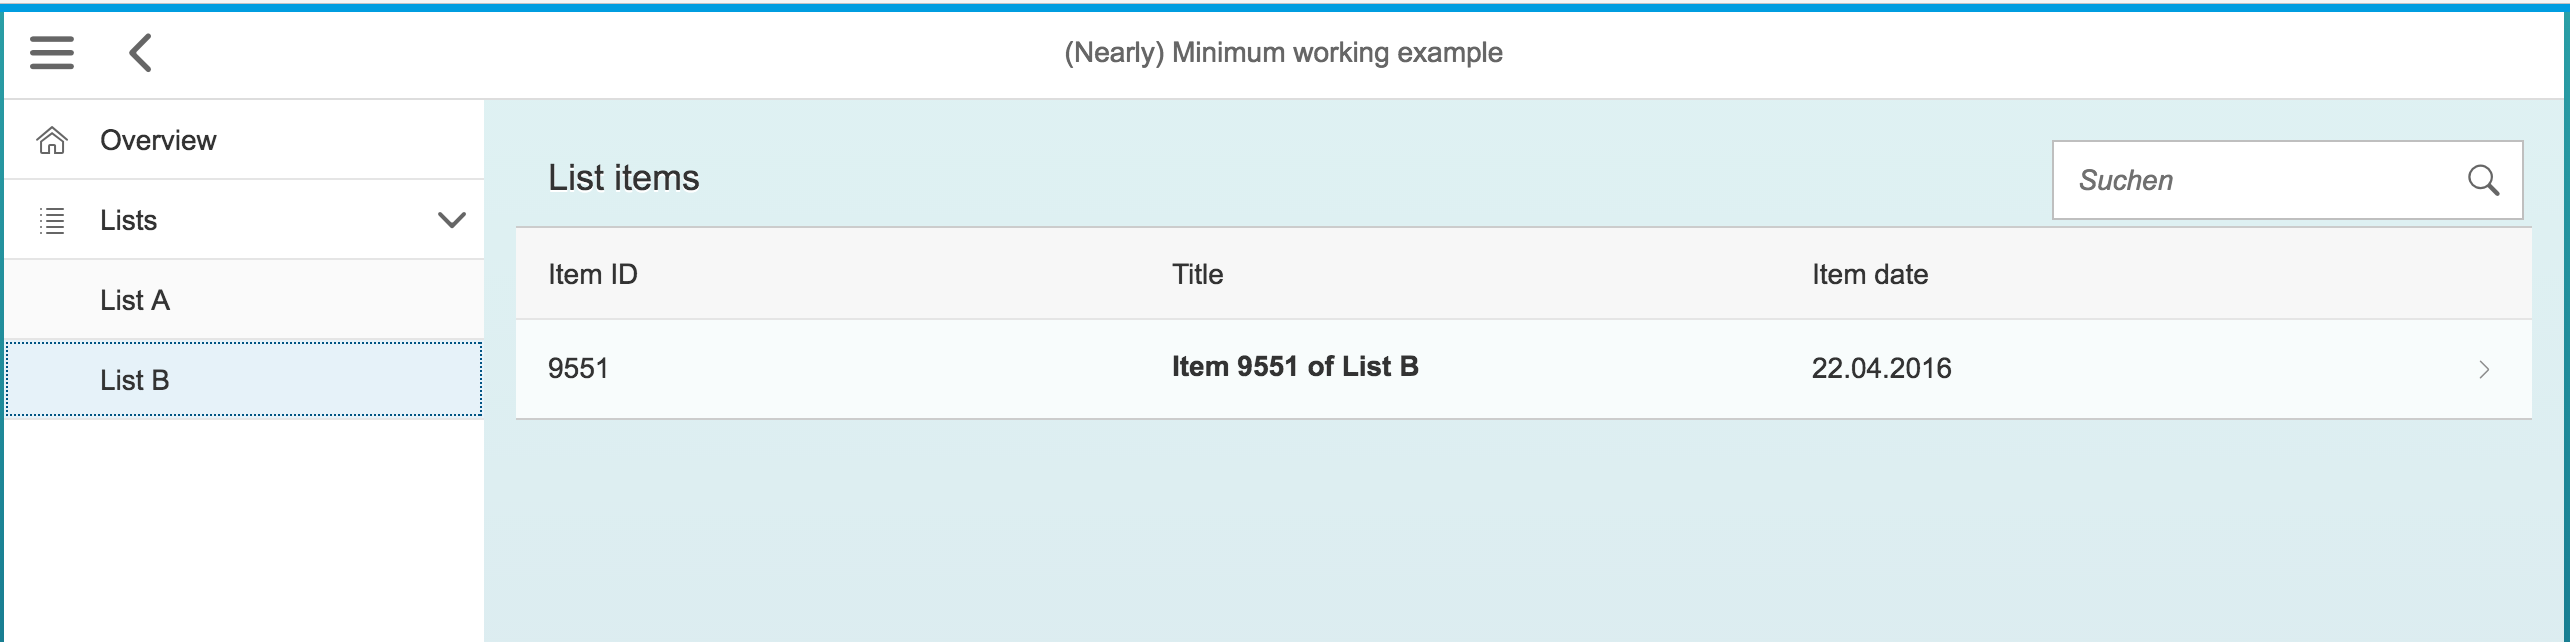 (Nearly) Minimum working example
Overview
Lists
List A
List B
List items
Suchen
Item ID Title Item date
9551 Item 9551 of List B 22.04.2016